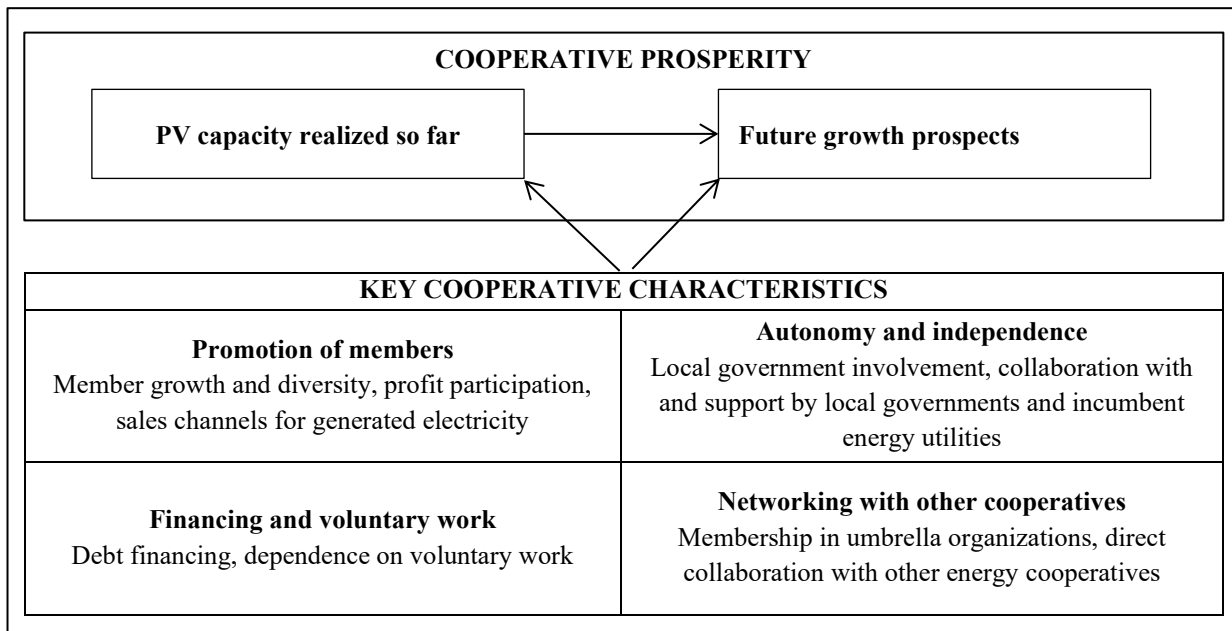 COOPERATIVE PROSPERITY
PV capacity realized so far
Future growth prospects
KEY COOPERATIVE CHARACTERISTICS
Promotion of members
Member growth and diversity, profit participation,
sales channels for generated electricity
Autonomy and independence
Local government involvement, collaboration with
and support by local governments and incumbent
energy utilities
Financing and voluntary work
Debt financing, dependence on voluntary work
Networking with other cooperatives
Membership in umbrella organizations, direct
collaboration with other energy cooperatives